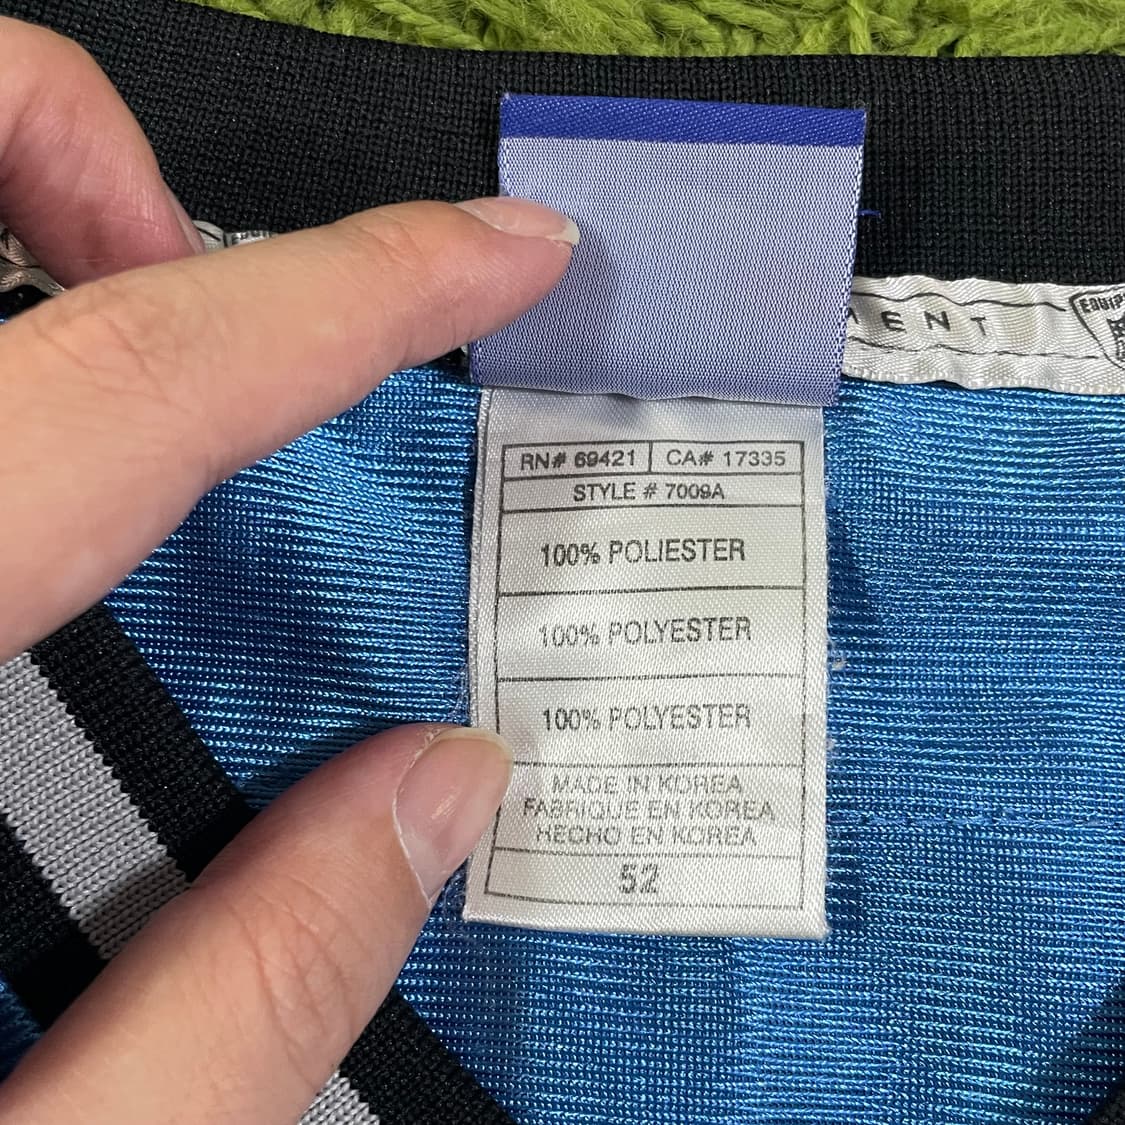 MENT
EQUIP
RN# 69421 CA# 17335
STYLE # 7009A
100% POLIESTER
100% POLYESTER
100% POLYESTER
MADE IN KOREA
FABRIQUE EN KOREA
HECHO EN KOREA
52